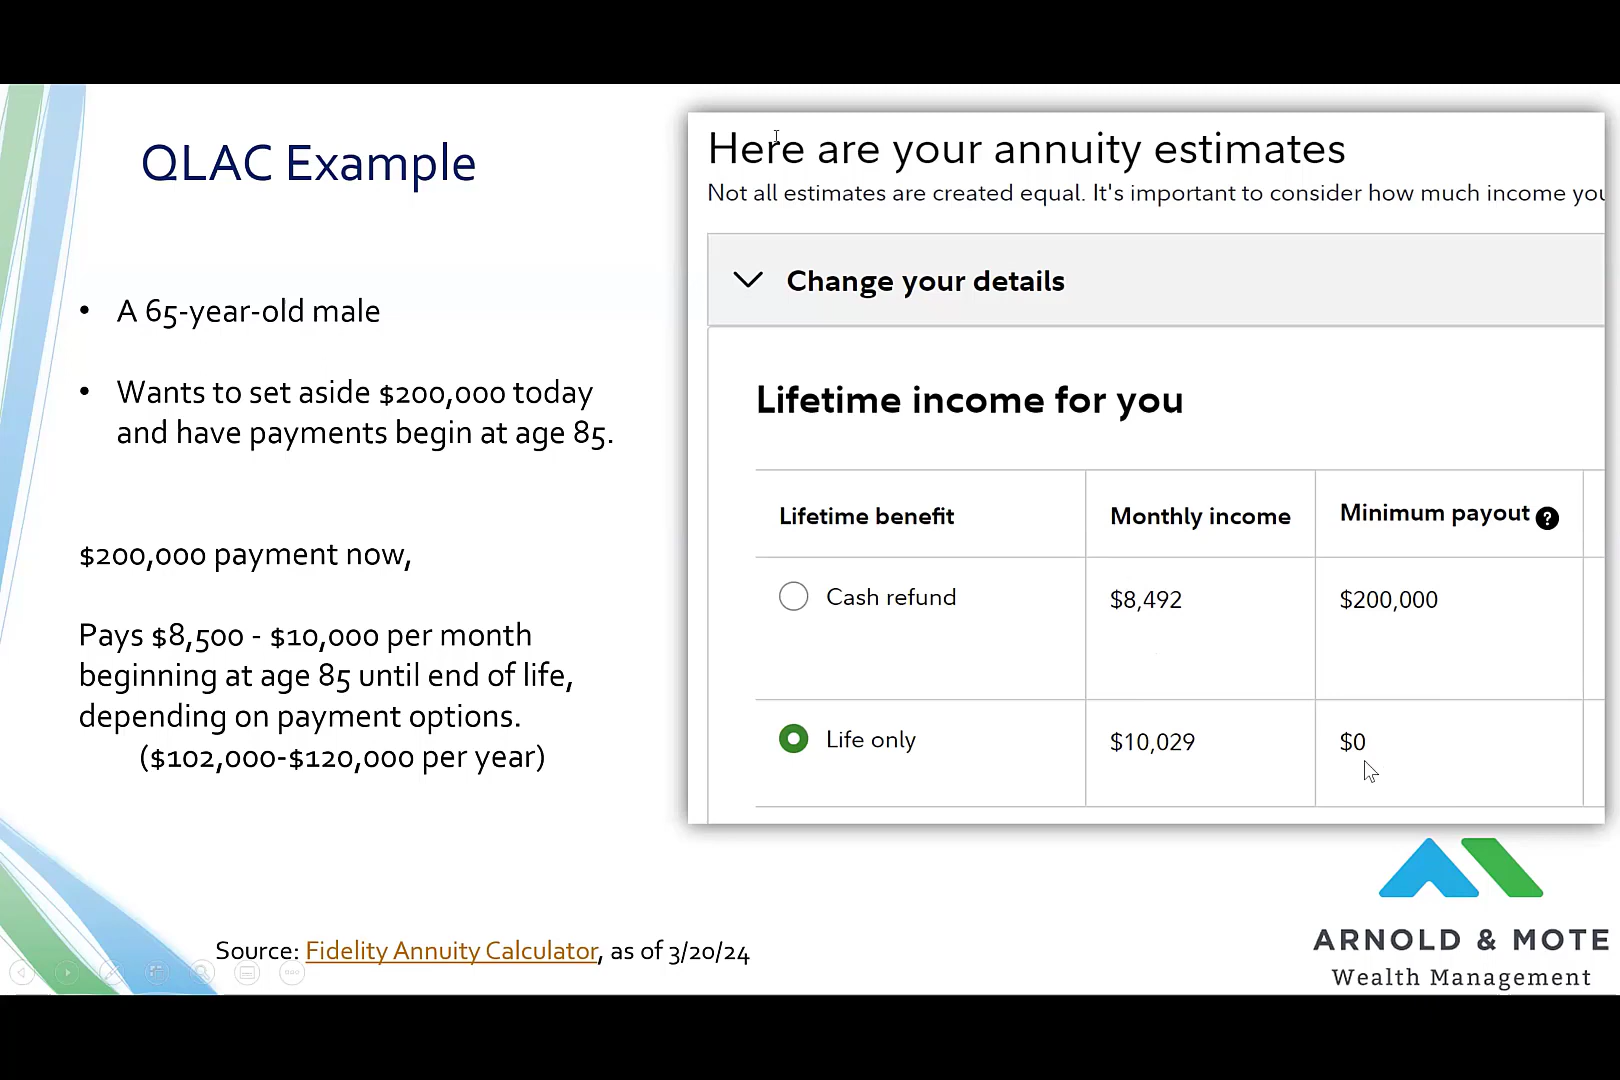 QLAC Example
• A 65-year-old male
• Wants to set aside $200,000 today
and have payments begin at age 85.
$200,000 payment now,
Pays $8,500 - $10,000 per month
beginning at age 85 until end of life,
depending on payment options.
($102,000-$120,000 per year)
Source: Fidelity Annuity Calculator, as of 3/20/24
Here are your annuity estimates
Not all estimates are created equal. It's important to consider how much income you
Change your details
Lifetime income for you
Lifetime benefit Monthly income Minimum payout ?
Cash refund $8,492 $200,000
Life only $10,029 $0
ARNOLD & MOTE
Wealth Management